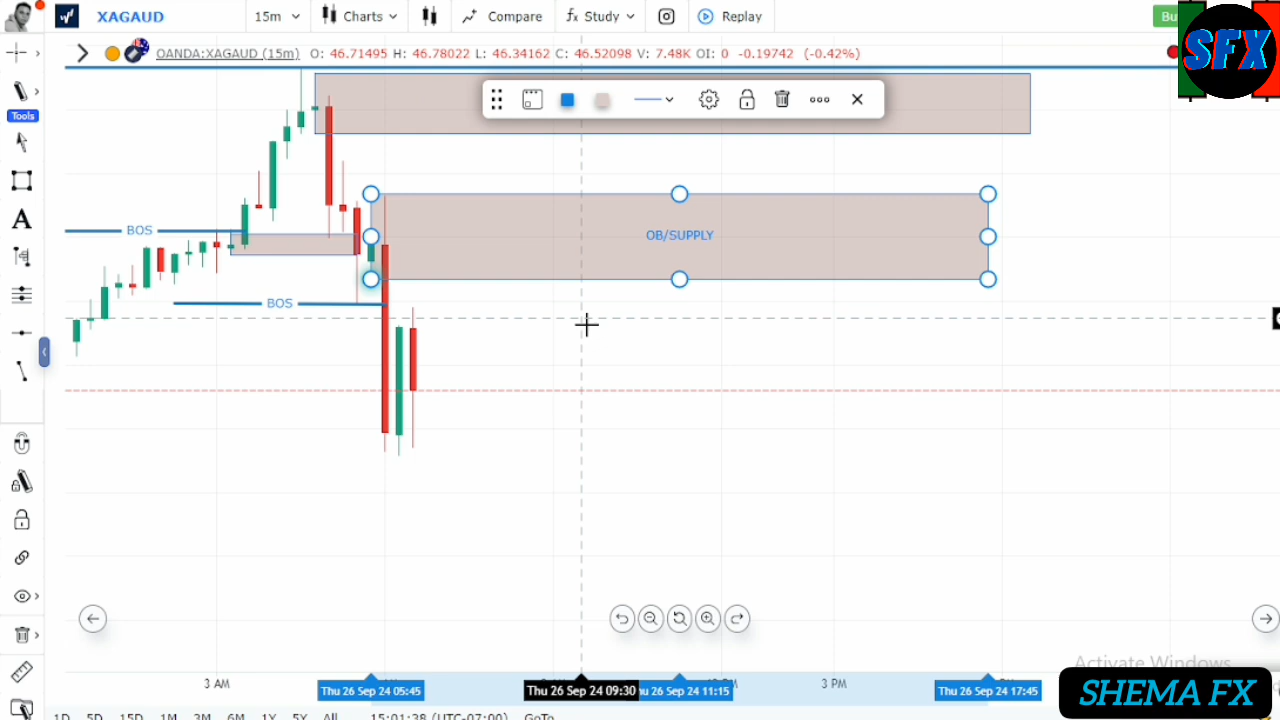 XAGAUD 15m Charts Compare fx Study Replay
SFX
OANDA:XAGAUD (15m) O: 46.71495 H: 46.78022 L: 46.34162 C: 46.52098 V: 7.48K OI: 0 -0.19742 (-0.42%)
Tools
A
BOS
OB/SUPPLY
BOS
Activate Windows
3 AM
3 PM
Thu 26 Sep 24 05:45
Thu 26 Sep 24 09:30
26 Sep 24 11:15
Thu 26 Sep 24 17:45
SHEMA FX
1D 5D 15D 1M 3M 6M 1Y 5Y All 15:01:38 (UTC-07:00) GoTo